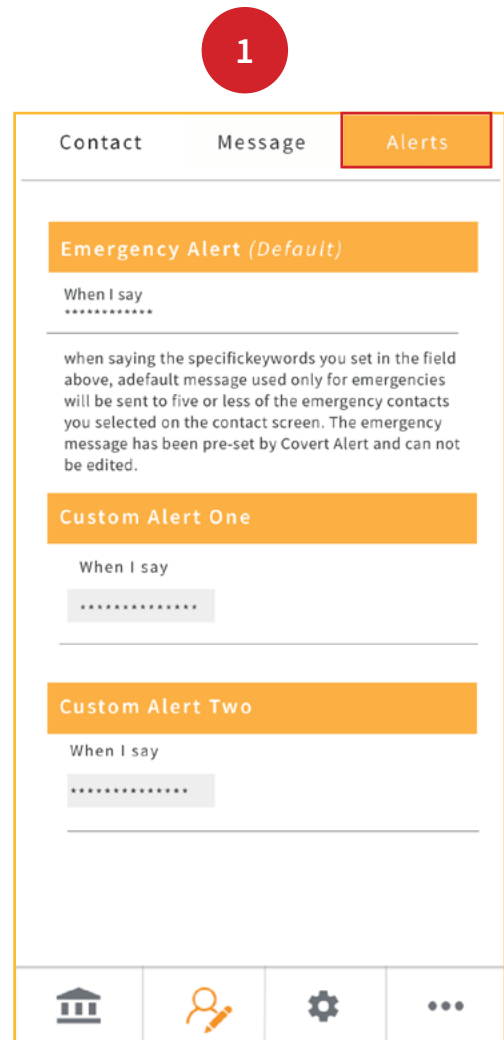 1
Contact Message Alerts
Emergency Alert (Default)
When I say
************
when saying the specifickeywords you set in the field
above, adefault message used only for emergencies
will be sent to five or less of the emergency contacts
you selected on the contact screen. The emergency
message has been pre-set by Covert Alert and can not
be edited.
Custom Alert One
When I say
**************
Custom Alert Two
When I say
**************